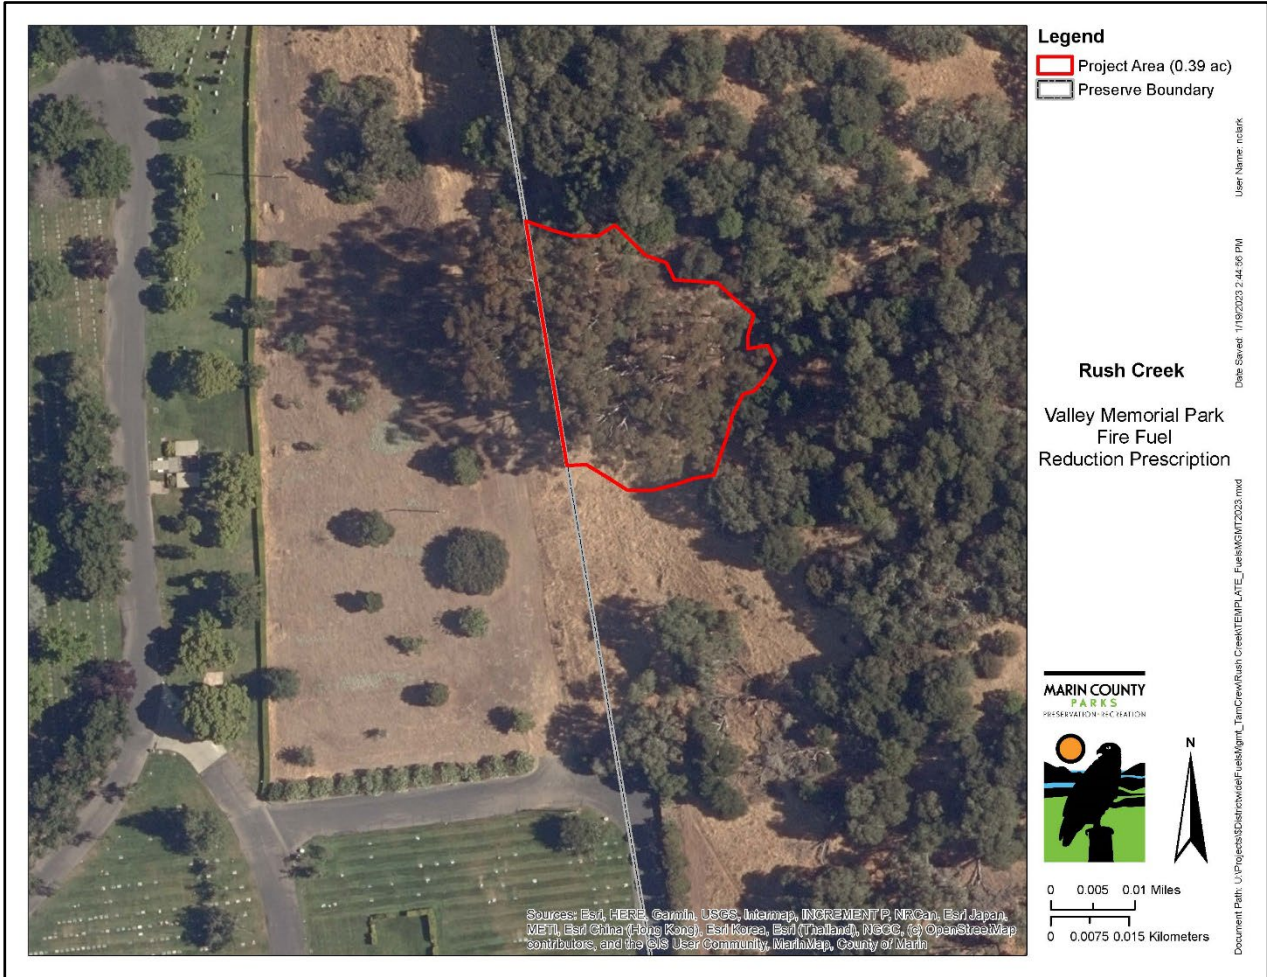 Legend
Project Area (0.39 ac)
Preserve Boundary
User Name: nclark
Date Saved: 1/19/2023 2:44:56 PM
Rush Creek
Valley Memorial Park
Fire Fuel
Reduction Prescription
Document Path: U:\Projects\$Districtwide\FuelsMgmt_TamCrew\Rush Creek\TEMPLATE_FuelsMGMT2023.mxd
MARIN COUNTY
PARKS
PRESERVATION·RECREATION
N
0 0.005 0.01 Miles
0 0.0075 0.015 Kilometers
Sources: Esri, HERE, Garmin, USGS, Intermap, INCREMENT P, NRCan, Esri Japan,
METI, Esri China (Hong Kong), Esri Korea, Esri (Thailand), NGCC, (c) OpenStreetMap
contributors, and the GIS User Community, MarinMap, County of Marin